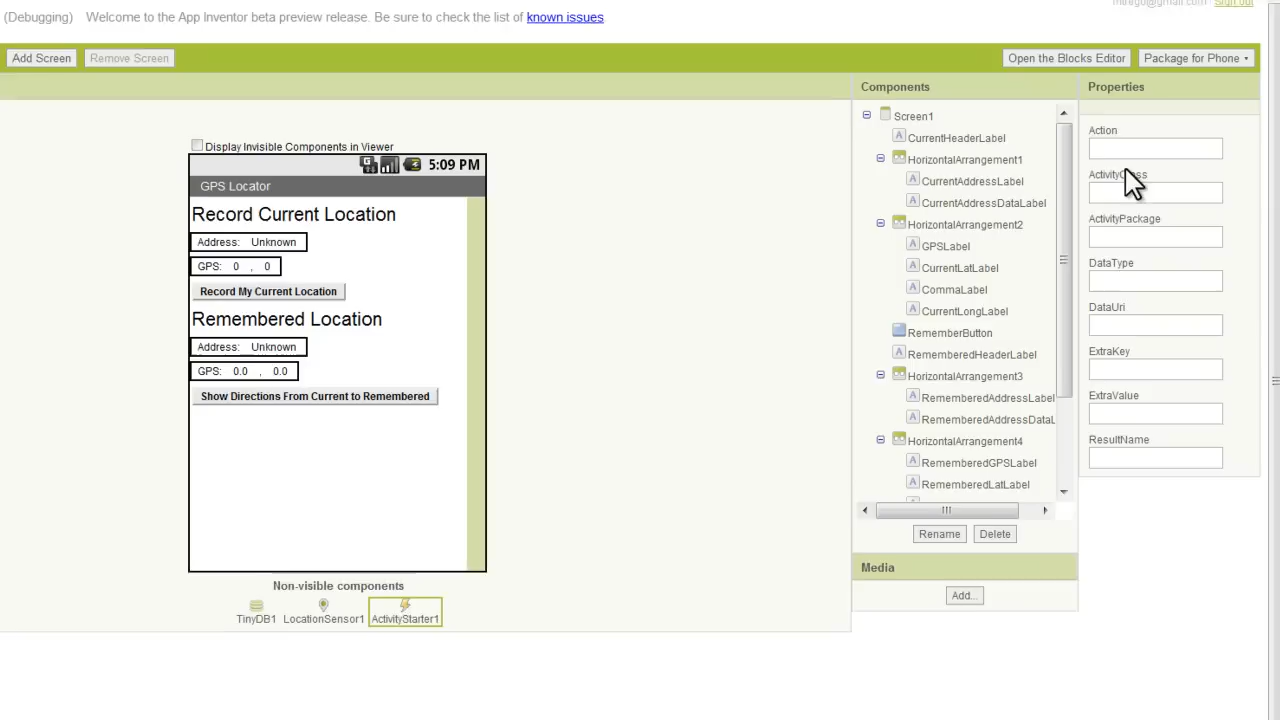 (Debugging) Welcome to the App Inventor beta preview release. Be sure to check the list of known issues
Sign out
Add Screen
Remove Screen
Open the Blocks Editor
Package for Phone
Components
Properties
Display Invisible Components in Viewer
5:09 PM
GPS Locator
Record Current Location
Address: Unknown
GPS: 0 , 0
Record My Current Location
Remembered Location
Address: Unknown
GPS: 0.0 , 0.0
Show Directions From Current to Remembered
Non-visible components
TinyDB1
LocationSensor1
ActivityStarter1
Screen1
CurrentHeaderLabel
HorizontalArrangement1
CurrentAddressLabel
CurrentAddressDataLabel
HorizontalArrangement2
GPSLabel
CurrentLatLabel
CommaLabel
CurrentLongLabel
RememberButton
RememberedHeaderLabel
HorizontalArrangement3
RememberedAddressLabel
RememberedAddressDataL
HorizontalArrangement4
RememberedGPSLabel
RememberedLatLabel
Rename
Delete
Media
Add...
Action
ActivityClass
ActivityPackage
DataType
DataUri
ExtraKey
ExtraValue
ResultName